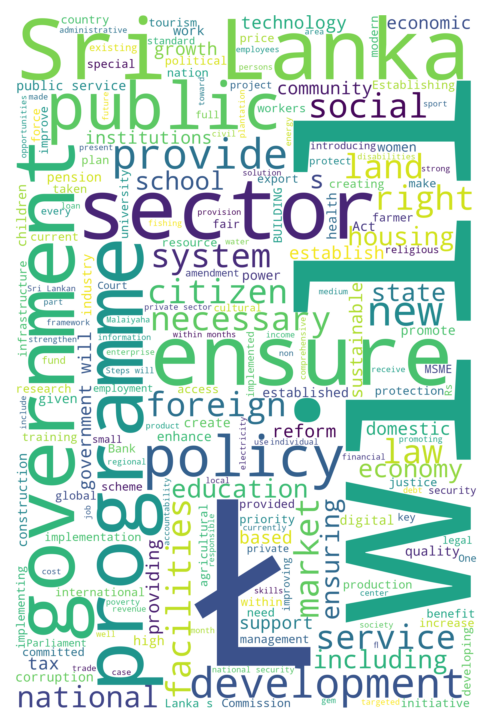 Sri Lanka
country
administrative
tourism
work
technology
economic
existing
standard
employees
area
growth
price
modern
special
political
persons
nation
project
toward
public service
made
public
community
Establishing
opportunities
future
plantation
full
workers
social
sport
force
improve
institutions
civil
energy
introducing
women
present
plan
protect
disabilities
provide
land
solution
export
creating
make
strong
pension
school
s
BUILDING
right
taken
loan
university
health
farmer
children
every
sector
provision
fishing
fair
Act
religious
current
resource
water
housing
system
amendment
power
establish
infrastructure
industry
Court
state
citizen
new
Sri Lankan
part
Malaiyaha
private sector
cultural
medium
promote
framework
information
within months
income
necessary
strengthen
enterprise
non
comprehensive
sustainable
fund
Steps will
implemented
receive
MSME
government
programme
ensure
will
research
employment
access
established
protection
Rs
include
given
foreign
promoting
training
small
product
create
reform
domestic
Bank
enhance
use
individual
financial
law
construction
regional
policy
electricity
economy
global
scheme
local
justice
job
education
debt
security
implementation
accountability
provided
market
digital
key
legal
cost
agricultural
priority
based
private
quality
One
implementing
international
facilities
responsible
currently
ensuring
production
center
poverty
revenue
providing
within
skills
improving
benefit
Parliament
well
month
need
support
society
increase
committed
high
management
service
developing
tax
trade
case
national security
including
corruption
Ł
national
development
gem
targeted
initiative
Lanka s
Commission
fl
W